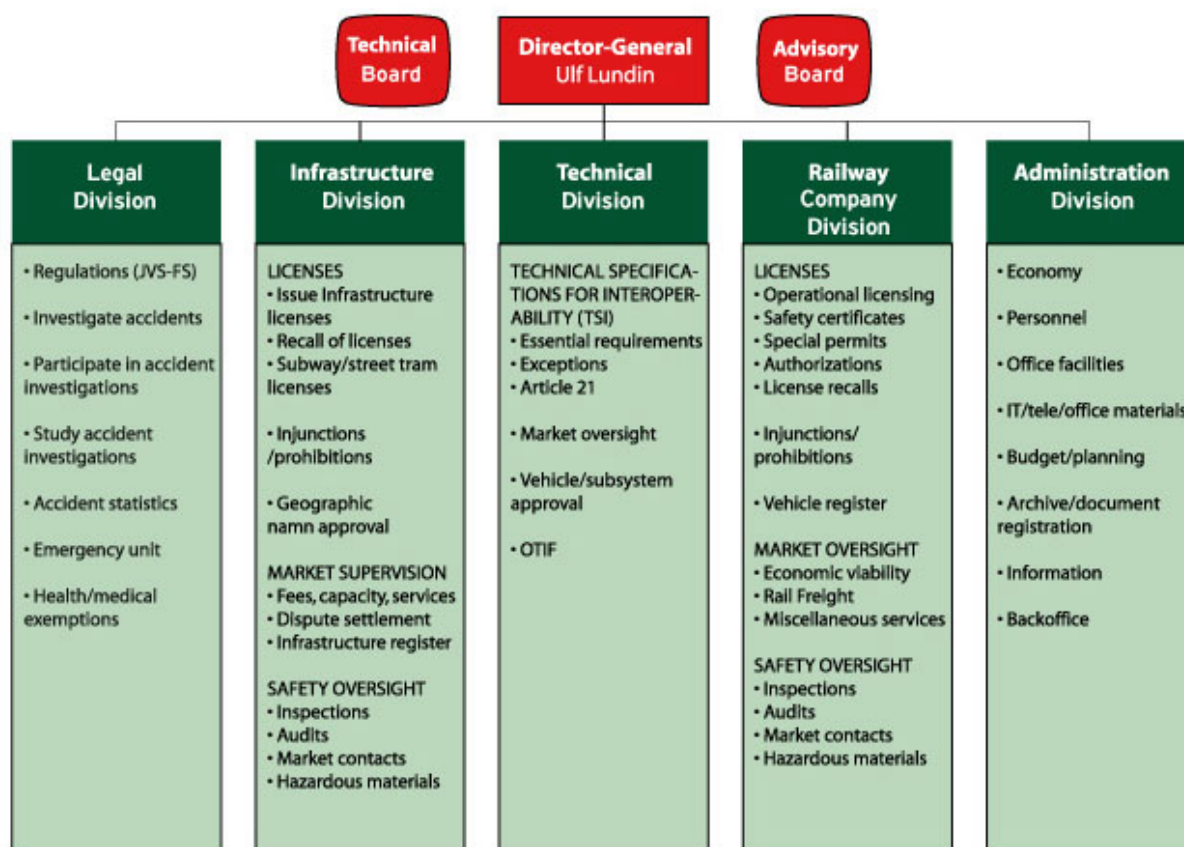 Technical
Board
Director-General
Ulf Lundin
Advisory
Board
Legal
Division
• Regulations (JVS-FS)
• Investigate accidents
• Participate in accident
investigations
• Study accident
investigations
• Accident statistics
• Emergency unit
• Health/medical
exemptions
Infrastructure
Division
LICENSES
• Issue Infrastructure
licenses
• Recall of licenses
• Subway/street tram
licenses
• Injunctions
/prohibitions
• Geographic
namn approval
MARKET SUPERVISION
• Fees, capacity, services
• Dispute settlement
• Infrastructure register
SAFETY OVERSIGHT
• Inspections
• Audits
• Market contacts
• Hazardous materials
Technical
Division
TECHNICAL SPECIFICA-
TIONS FOR INTEROPER-
ABILITY (TSI)
• Essential requirements
• Exceptions
• Article 21
• Market oversight
• Vehicle/subsystem
approval
• OTIF
Railway
Company
Division
LICENSES
• Operational licensing
• Safety certificates
• Special permits
• Authorizations
• License recalls
• Injunctions/
prohibitions
• Vehicle register
MARKET OVERSIGHT
• Economic viability
• Rail Freight
• Miscellaneous services
SAFETY OVERSIGHT
• Inspections
• Audits
• Market contacts
• Hazardous materials
Administration
Division
• Economy
• Personnel
• Office facilities
• IT/tele/office materials
• Budget/planning
• Archive/document
registration
• Information
• Backoffice